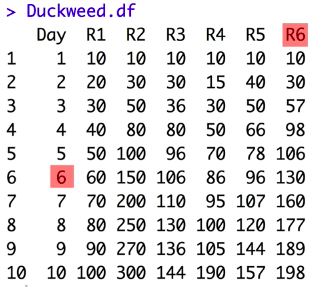 > Duckweed.df
Day R1 R2 R3 R4 R5 R6
1 1 10 10 10 10 10 10
2 2 20 30 30 15 40 30
3 3 30 50 36 30 50 57
4 4 40 80 80 50 66 98
5 5 50 100 96 70 78 106
6 6 60 150 106 86 96 130
7 7 70 200 110 95 107 160
8 8 80 250 130 100 120 177
9 9 90 270 136 105 144 189
10 10 100 300 144 190 157 198